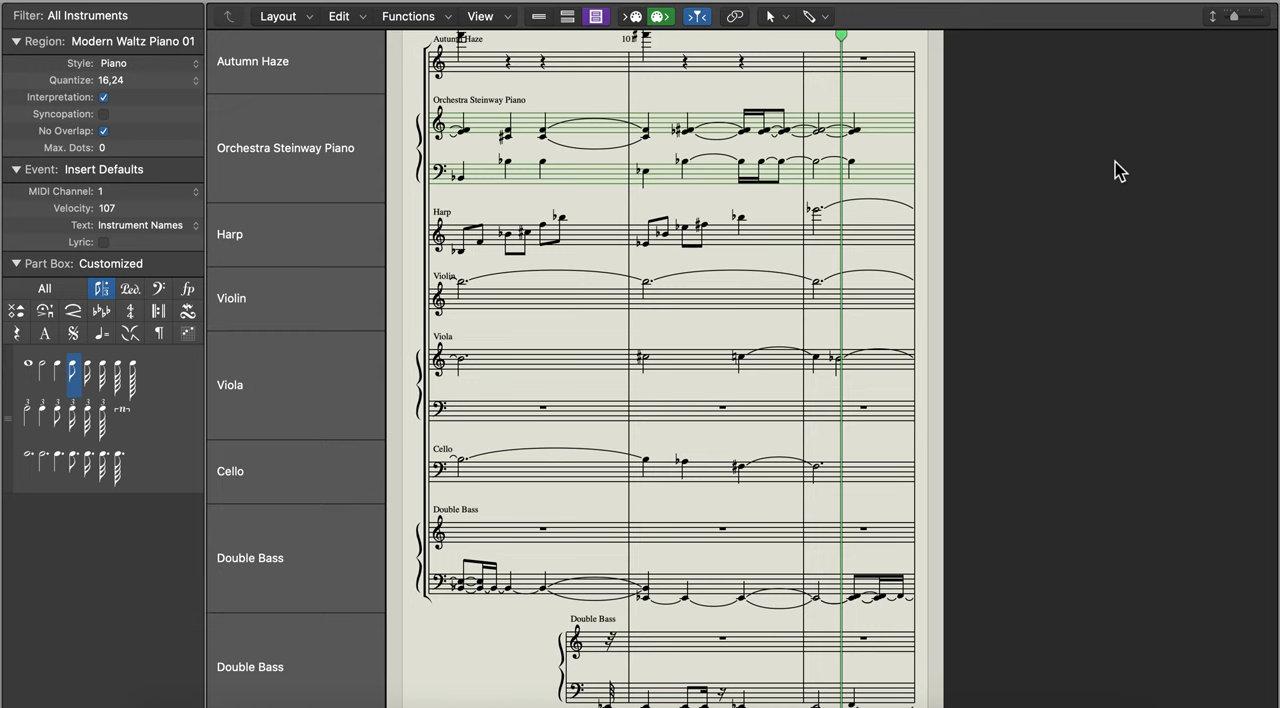 Filter: All Instruments
Layout Edit Functions View
Region: Modern Waltz Piano 01
Style: Piano
Quantize: 16,24
Interpretation:
Syncopation:
No Overlap:
Max. Dots: 0
Event: Insert Defaults
MIDI Channel: 1
Velocity: 107
Text: Instrument Names
Lyric:
Part Box: Customized
All
Autumn Haze
Orchestra Steinway Piano
Harp
Violin
Viola
Cello
Double Bass
Double Bass
Autumn Haze
101
Orchestra Steinway Piano
Harp
Violin
Viola
Cello
Double Bass
Double Bass